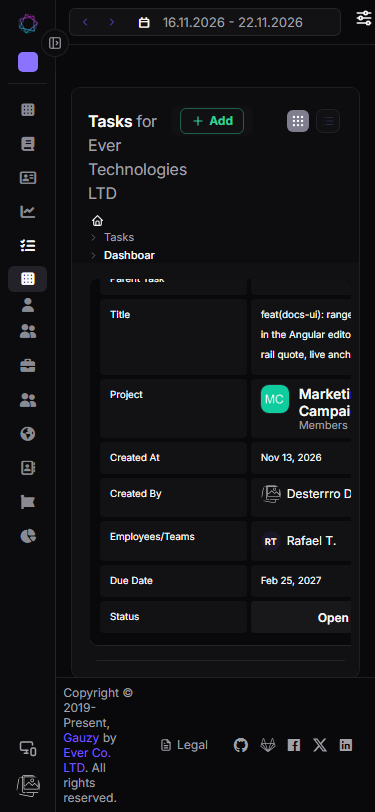 16.11.2026 - 22.11.2026
Tasks for
Ever
Technologies
LTD
Add
Tasks
Dashboar
Parent Task
Title
feat(docs-ui): range
in the Angular edito
rail quote, live anch
Project
MC
Marketi
Campai
Members
Created At
Nov 13, 2026
Created By
Desterrro D
Employees/Teams
RT
Rafael T.
Due Date
Feb 25, 2027
Status
Open
Copyright ©
2019-
Present,
Gauzy by
Ever Co.
LTD. All
rights
reserved.
Legal